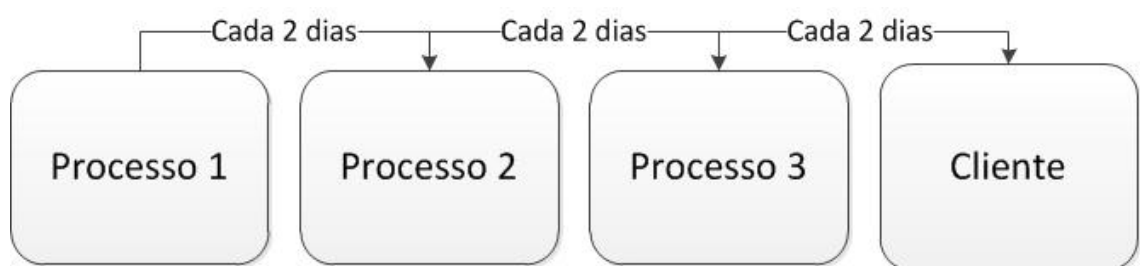 Cada 2 dias Cada 2 dias Cada 2 dias
Processo 1 Processo 2 Processo 3 Cliente